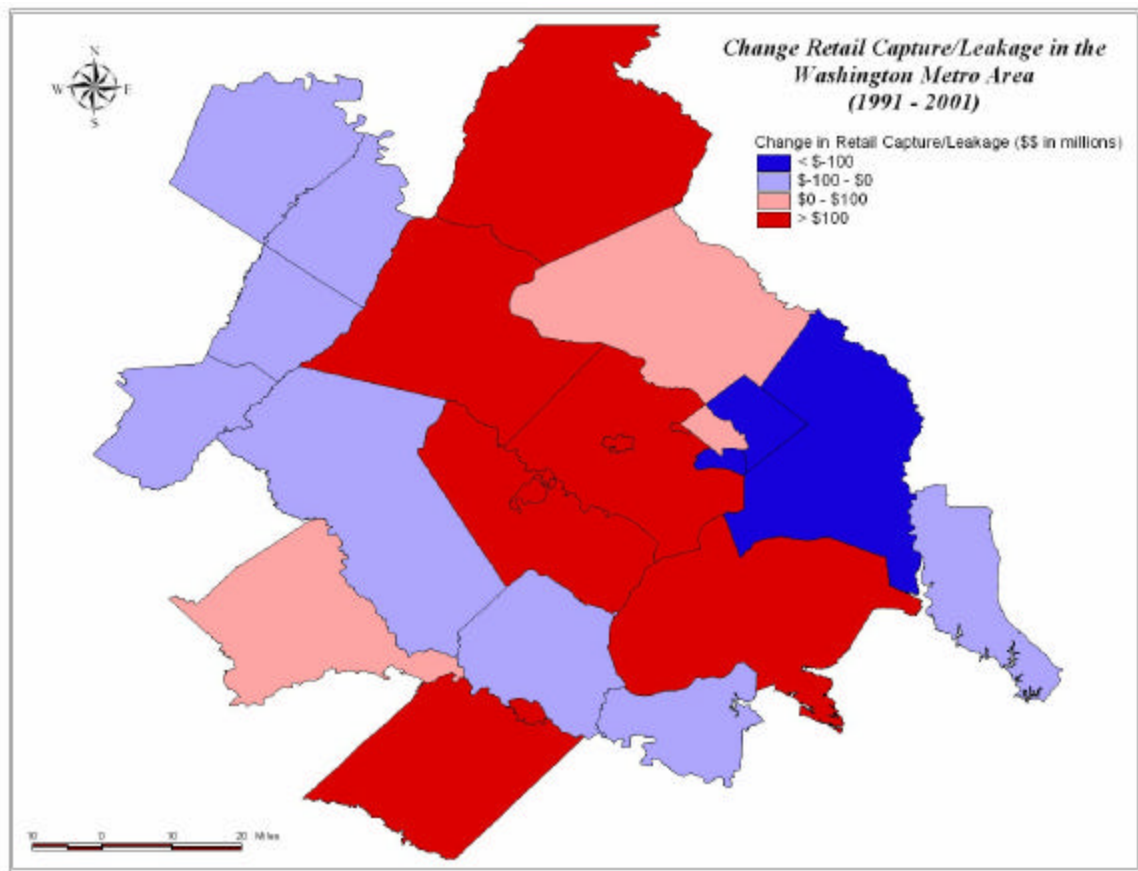 Change Retail Capture/Leakage in the
Washington Metro Area
(1991 - 2001)
N
W E
S
Change in Retail Capture/Leakage ($$ in millions)
< $-100
$-100 - $0
$0 - $100
> $100
10 0 10 20 Miles